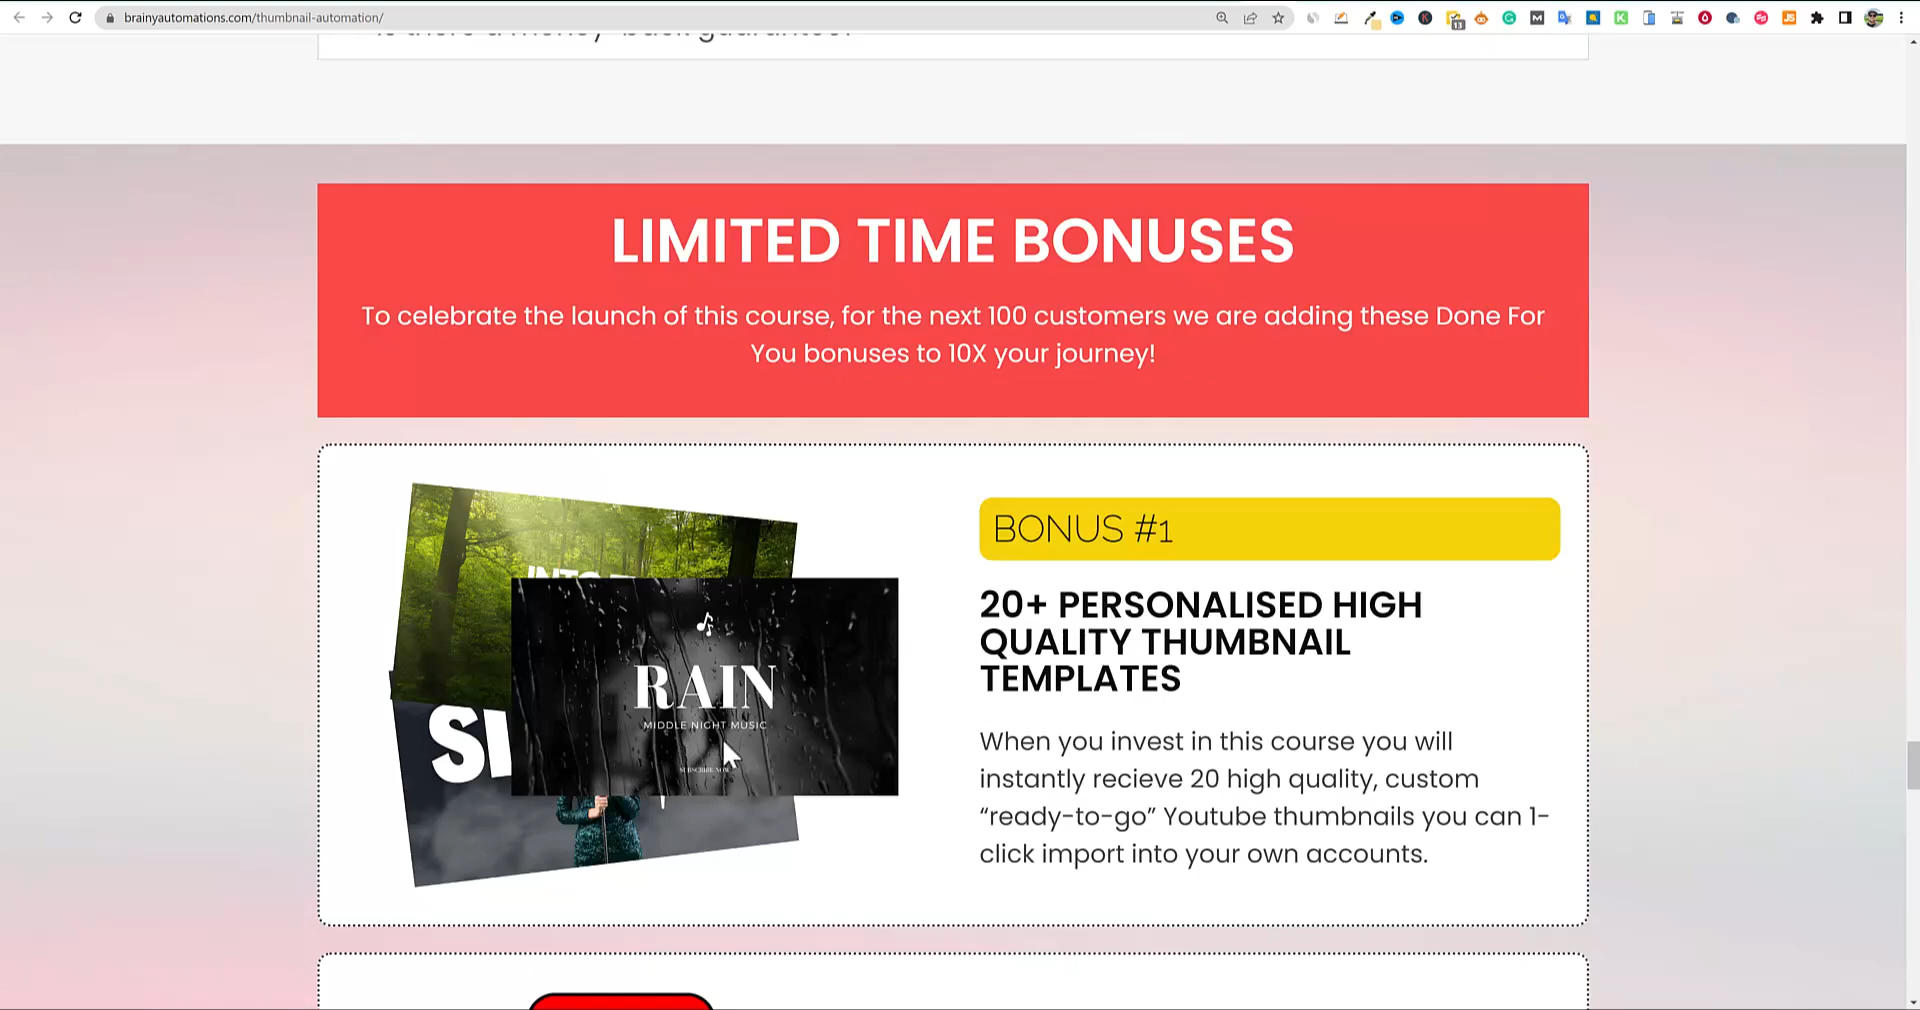 brainyautomations.com/thumbnail-automation/
LIMITED TIME BONUSES
To celebrate the launch of this course, for the next 100 customers we are adding these Done For
You bonuses to 10X your journey!
BONUS #1
20+ PERSONALISED HIGH
QUALITY THUMBNAIL
TEMPLATES
When you invest in this course you will
instantly recieve 20 high quality, custom
“ready-to-go” Youtube thumbnails you can 1-
click import into your own accounts.
INTO
RAIN
MIDDLE NIGHT MUSIC
SUBSCRIBE NOW